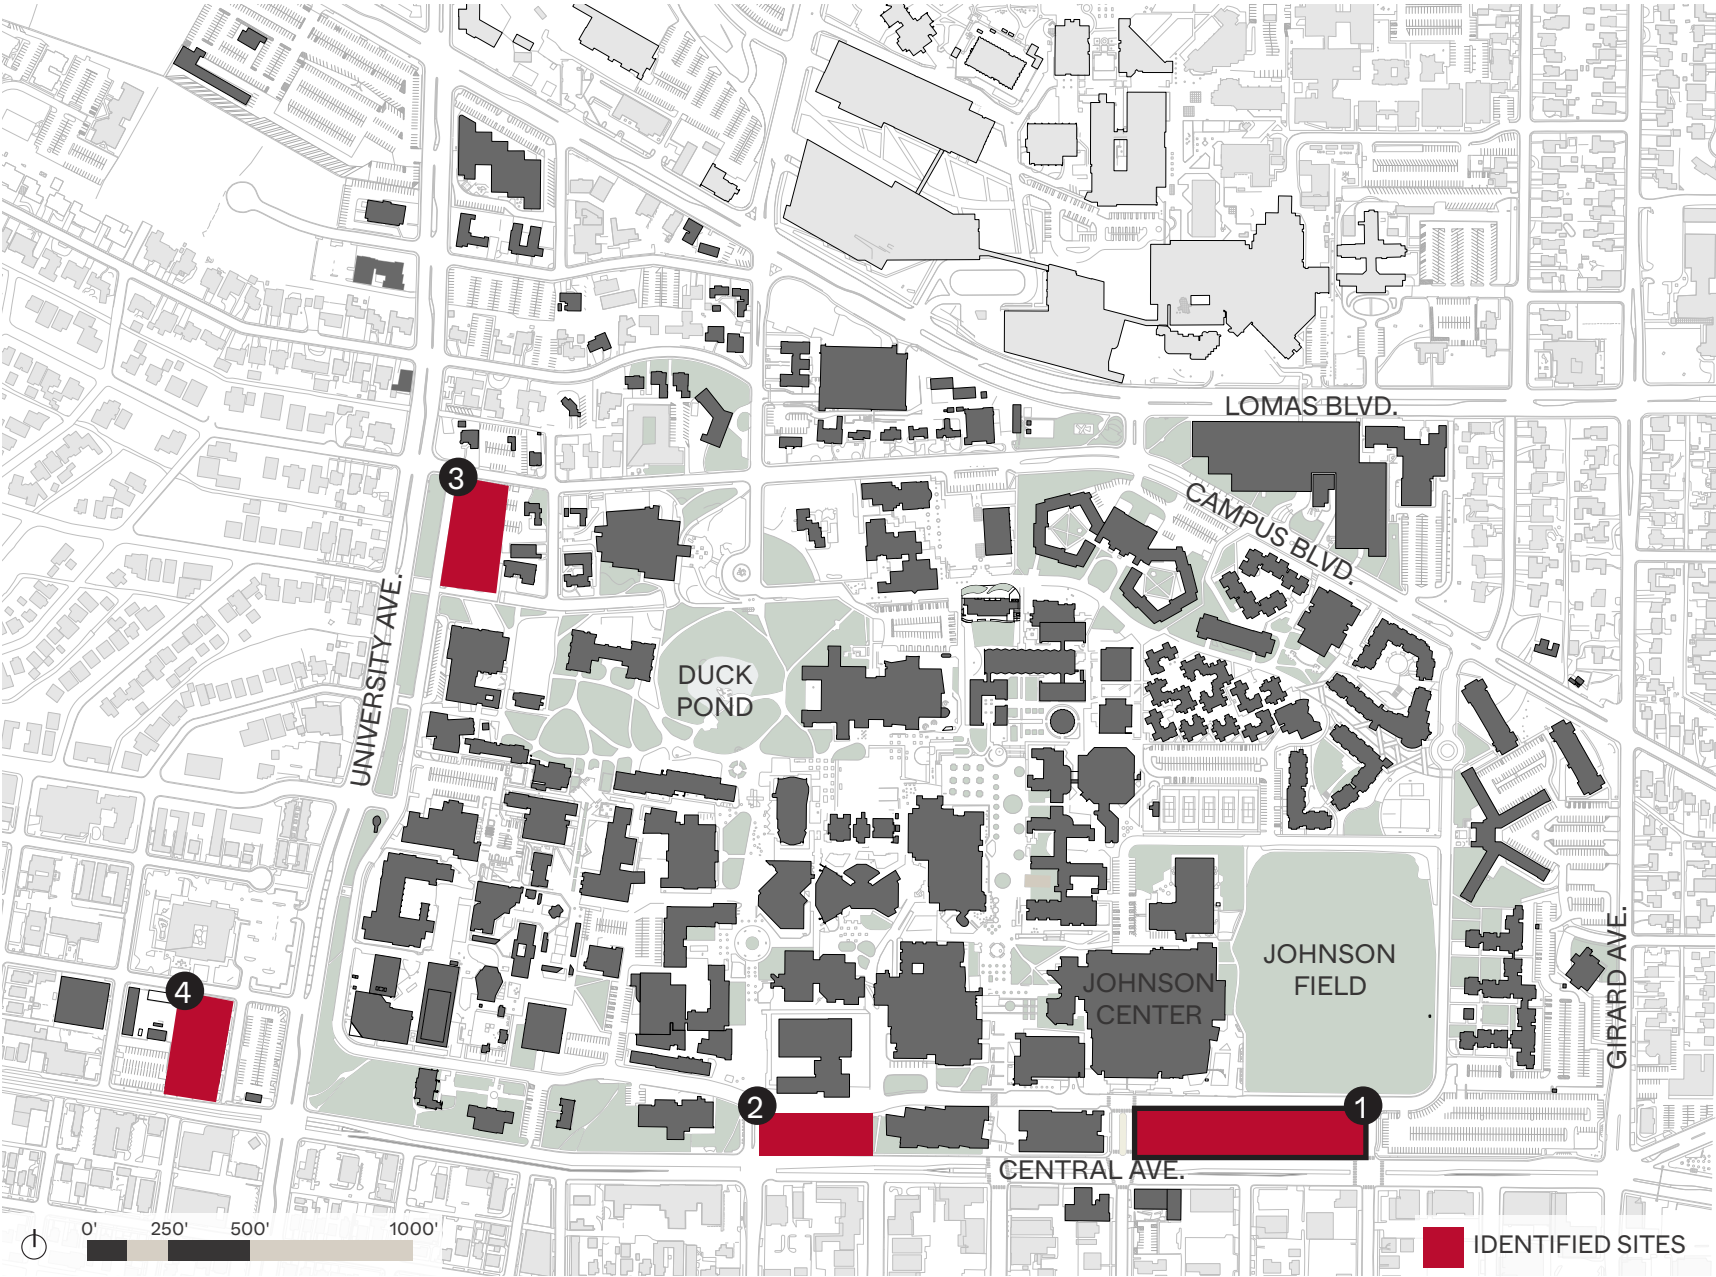 LOMAS BLVD.
3
CAMPUS BLVD.
UNIVERSITY AVE.
DUCK
POND
JOHNSON
FIELD
JOHNSON
CENTER
GIRARD AVE.
4
2
1
CENTRAL AVE.
0' 250' 500' 1000'
IDENTIFIED SITES